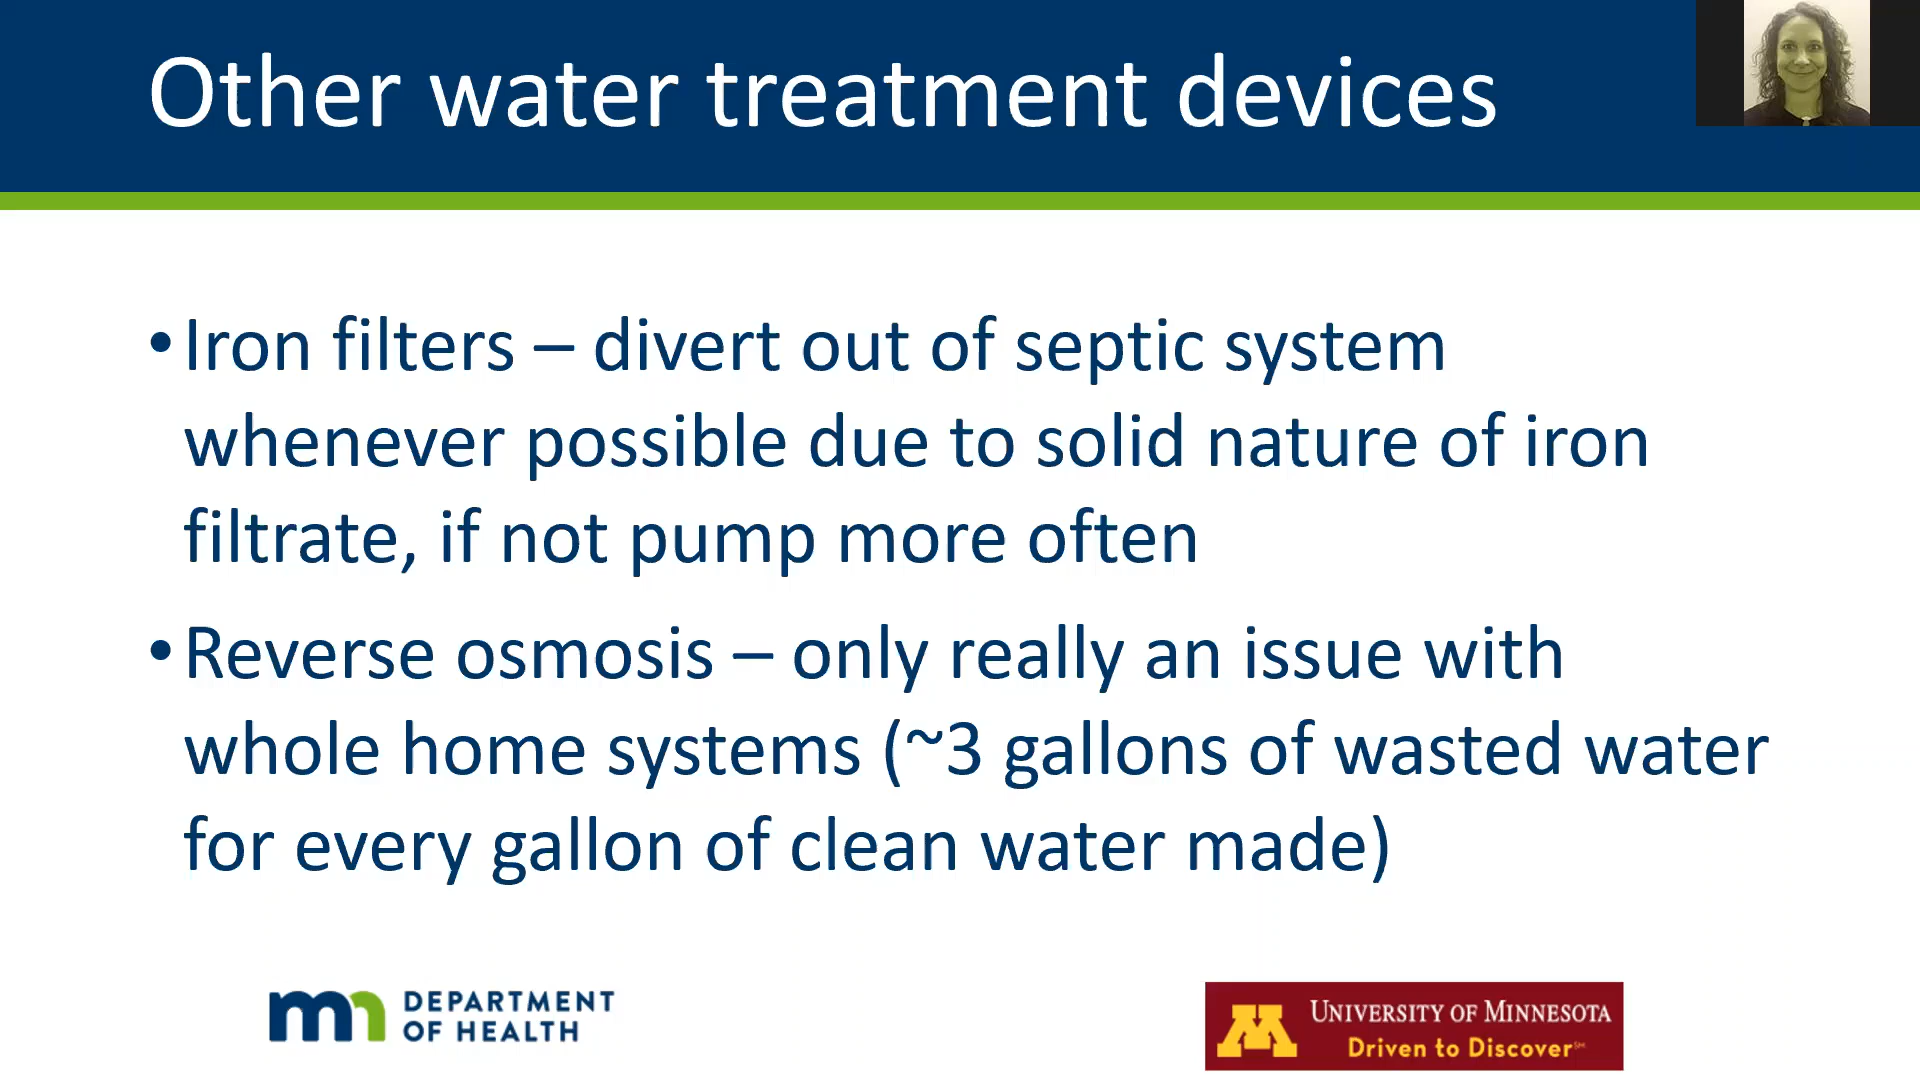 Other water treatment devices
•Iron filters – divert out of septic system
whenever possible due to solid nature of iron
filtrate, if not pump more often
•Reverse osmosis – only really an issue with
whole home systems (~3 gallons of wasted water
for every gallon of clean water made)
mn DEPARTMENT
OF HEALTH
M UNIVERSITY OF MINNESOTA
Driven to Discover℠